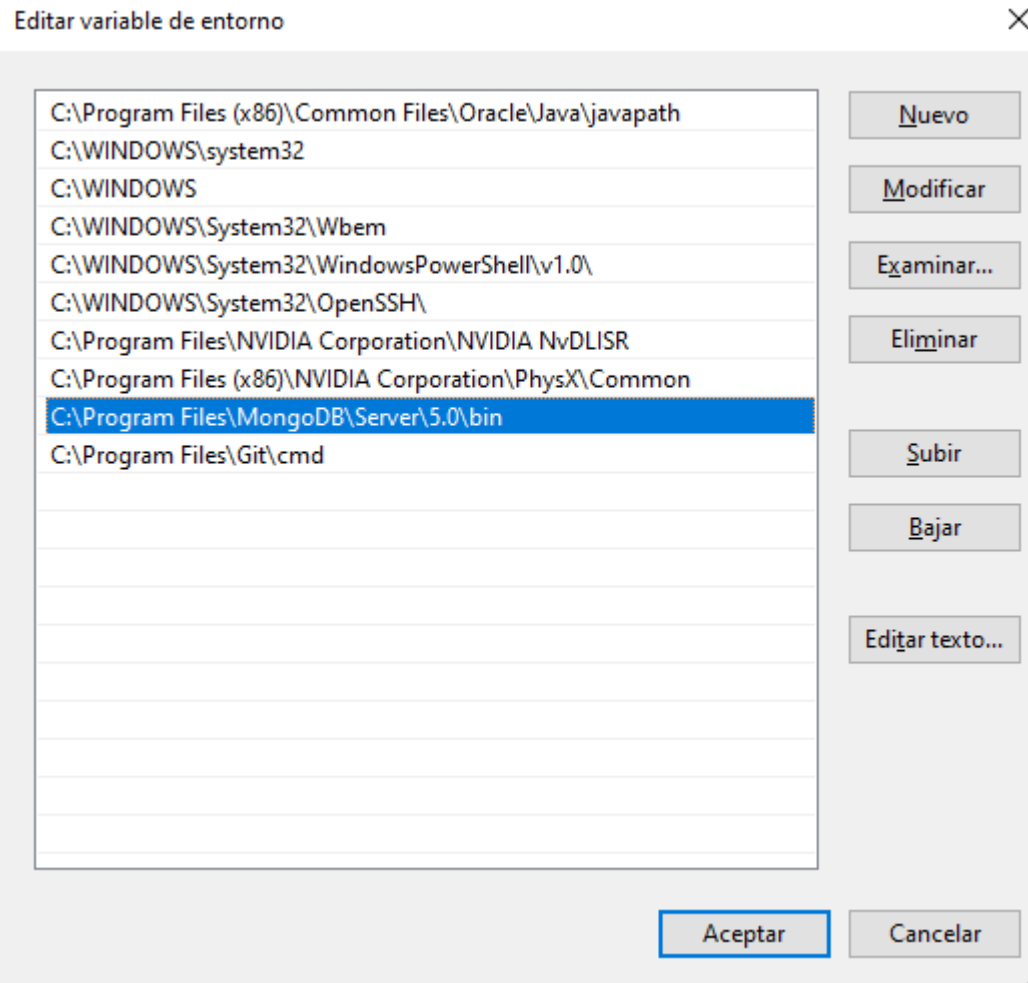 Editar variable de entorno
C:\Program Files (x86)\Common Files\Oracle\Java\javapath
C:\WINDOWS\system32
C:\WINDOWS
C:\WINDOWS\System32\Wbem
C:\WINDOWS\System32\WindowsPowerShell\v1.0\
C:\WINDOWS\System32\OpenSSH\
C:\Program Files\NVIDIA Corporation\NVIDIA NvDLISR
C:\Program Files (x86)\NVIDIA Corporation\PhysX\Common
C:\Program Files\MongoDB\Server\5.0\bin
C:\Program Files\Git\cmd
Nuevo
Modificar
Examinar...
Eliminar
Subir
Bajar
Editar texto...
Aceptar
Cancelar